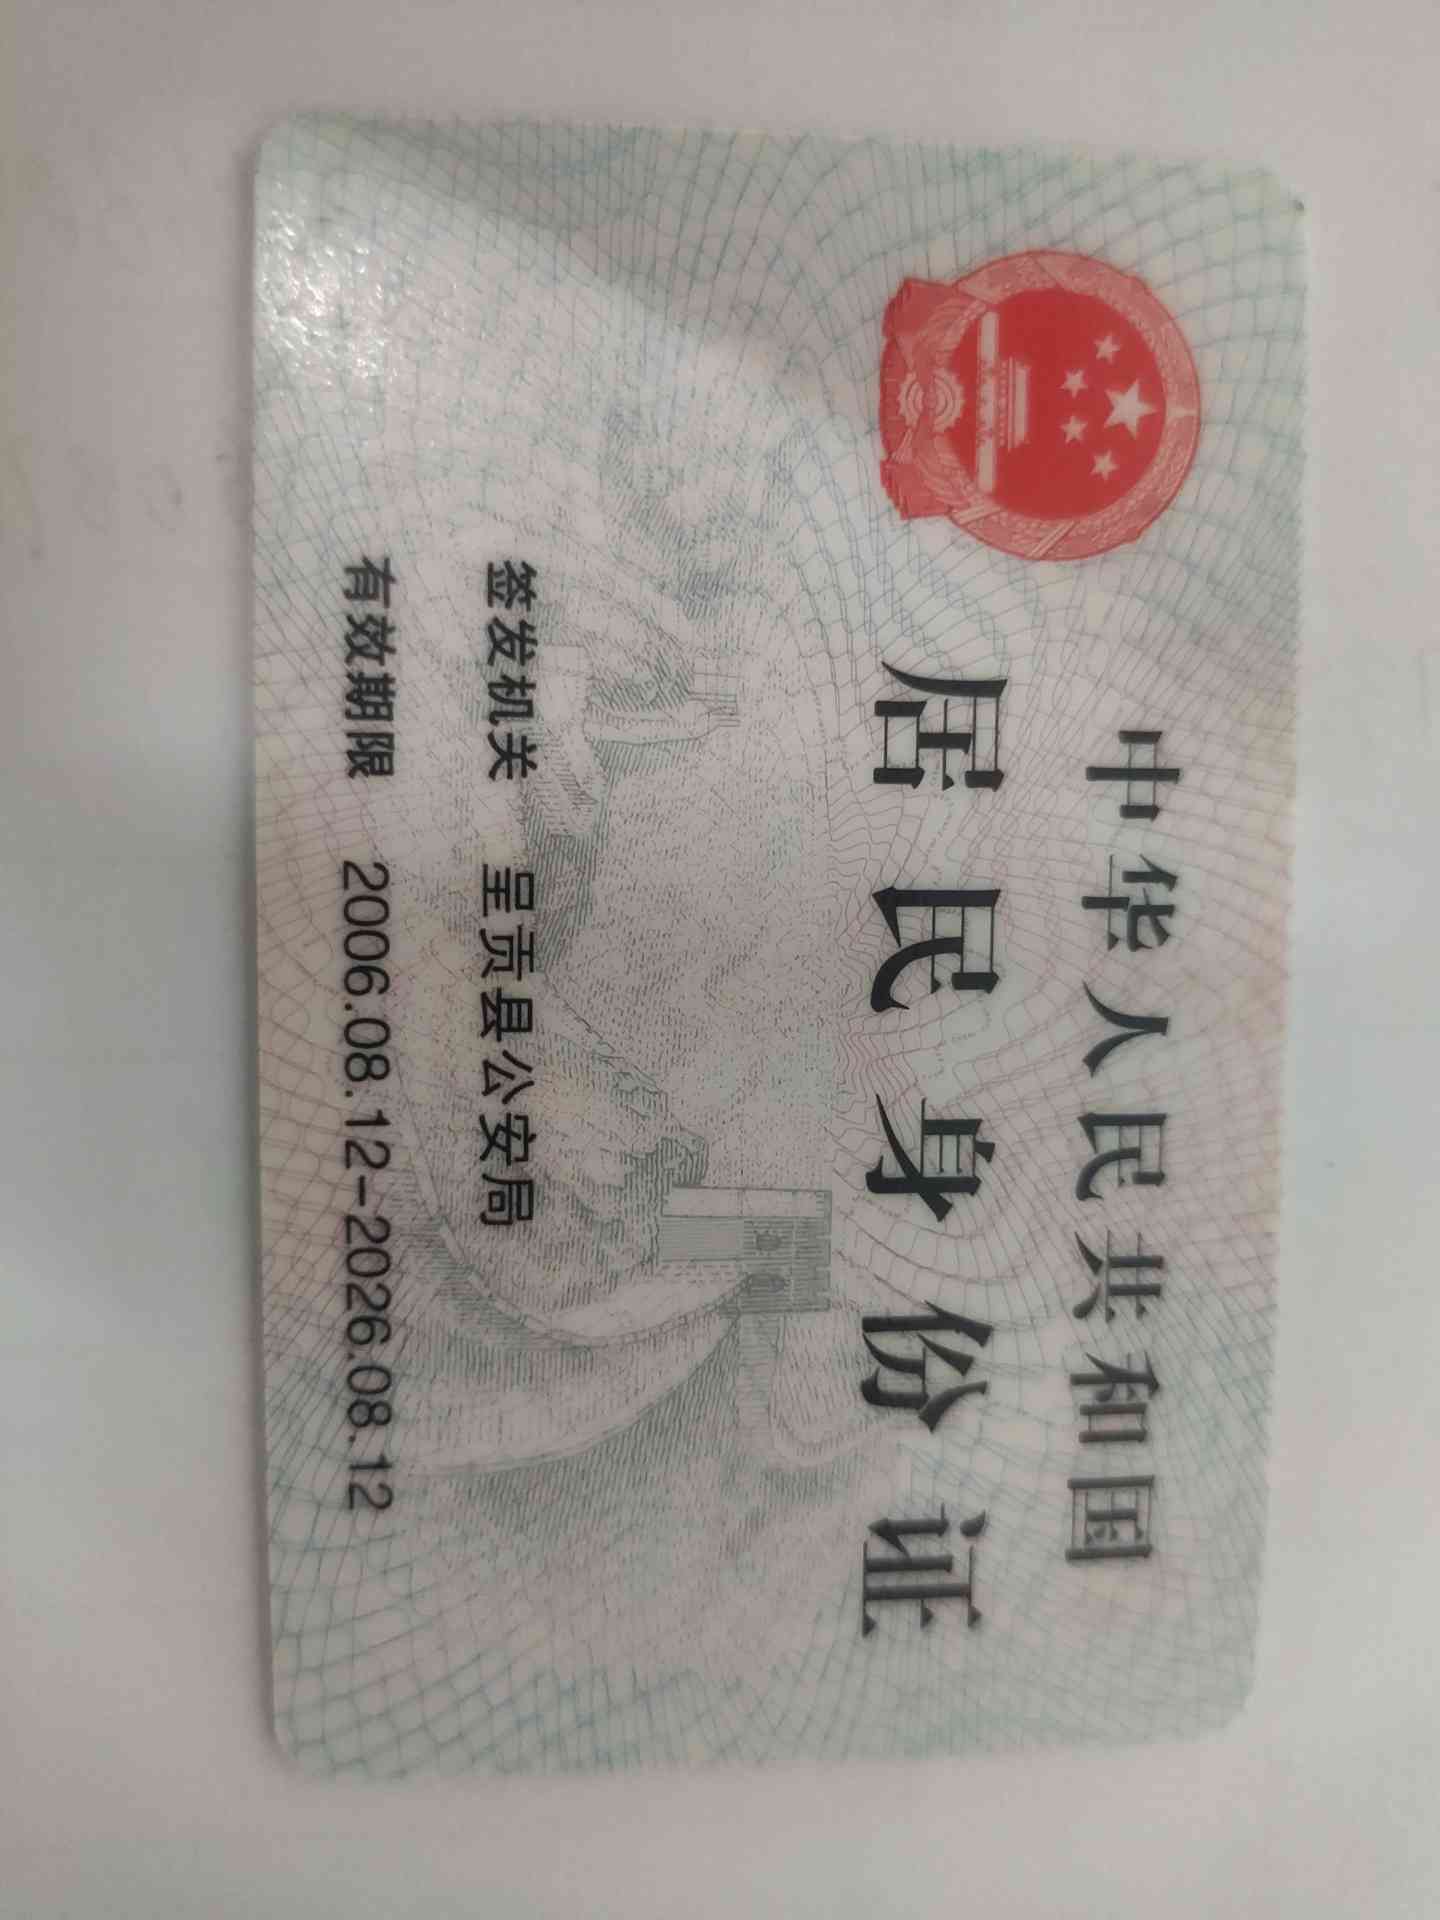 中华人民共和国
居民身份证
签发机关 呈贡县公安局
有效期限 2006.08.12-2026.08.12